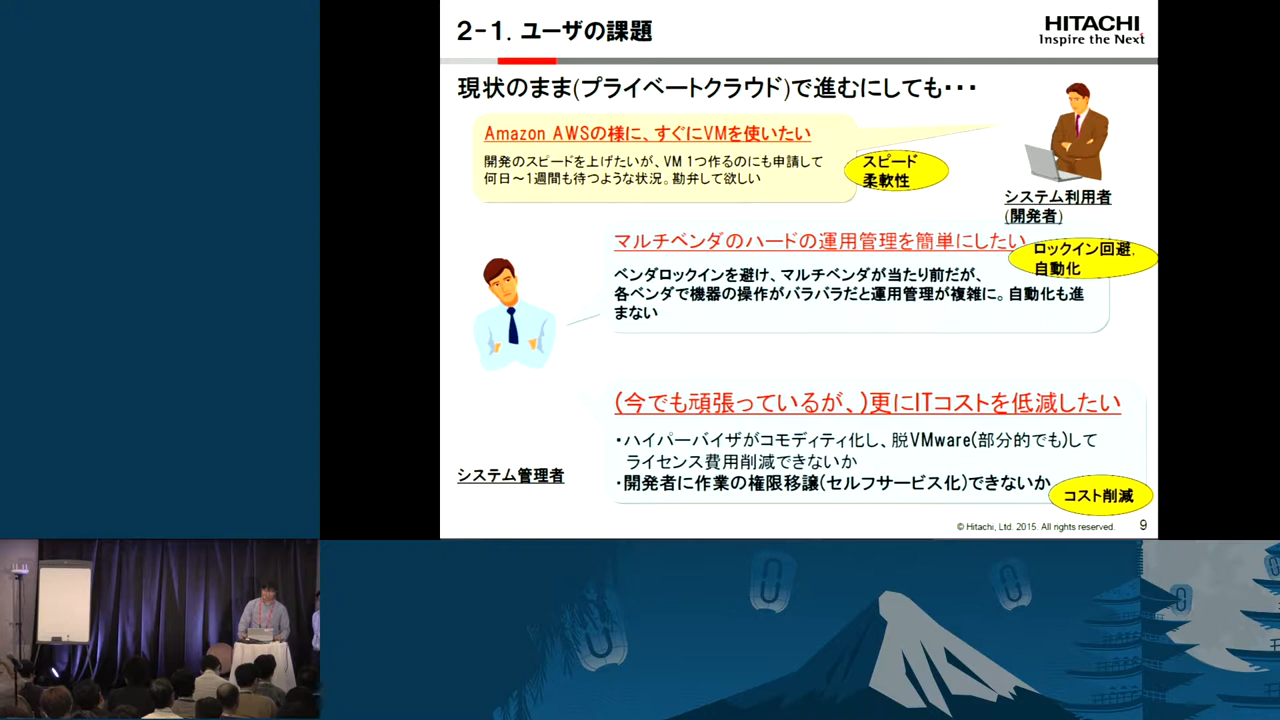 2-1. ユーザの課題
HITACHI
Inspire the Next
現状のまま(プライベートクラウド)で進むにしても・・・
Amazon AWSの様に、すぐにVMを使いたい
開発のスピードを上げたいが、VM 1つ作るのにも申請して
何日～1週間も待つような状況。勘弁して欲しい
スピード
柔軟性
システム利用者
(開発者)
マルチベンダのハードの運用管理を簡単にしたい
ロックイン回避,
自動化
ベンダロックインを避け、マルチベンダが当たり前だが、
各ベンダで機器の操作がバラバラだと運用管理が複雑に。自動化も進
まない
(今でも頑張っているが、)更にITコストを低減したい
・ハイパーバイザがコモディティ化し、脱VMware(部分的でも)して
ライセンス費用削減できないか
・開発者に作業の権限移譲(セルフサービス化)できないか
システム管理者
コスト削減
© Hitachi, Ltd. 2015. All rights reserved.
9